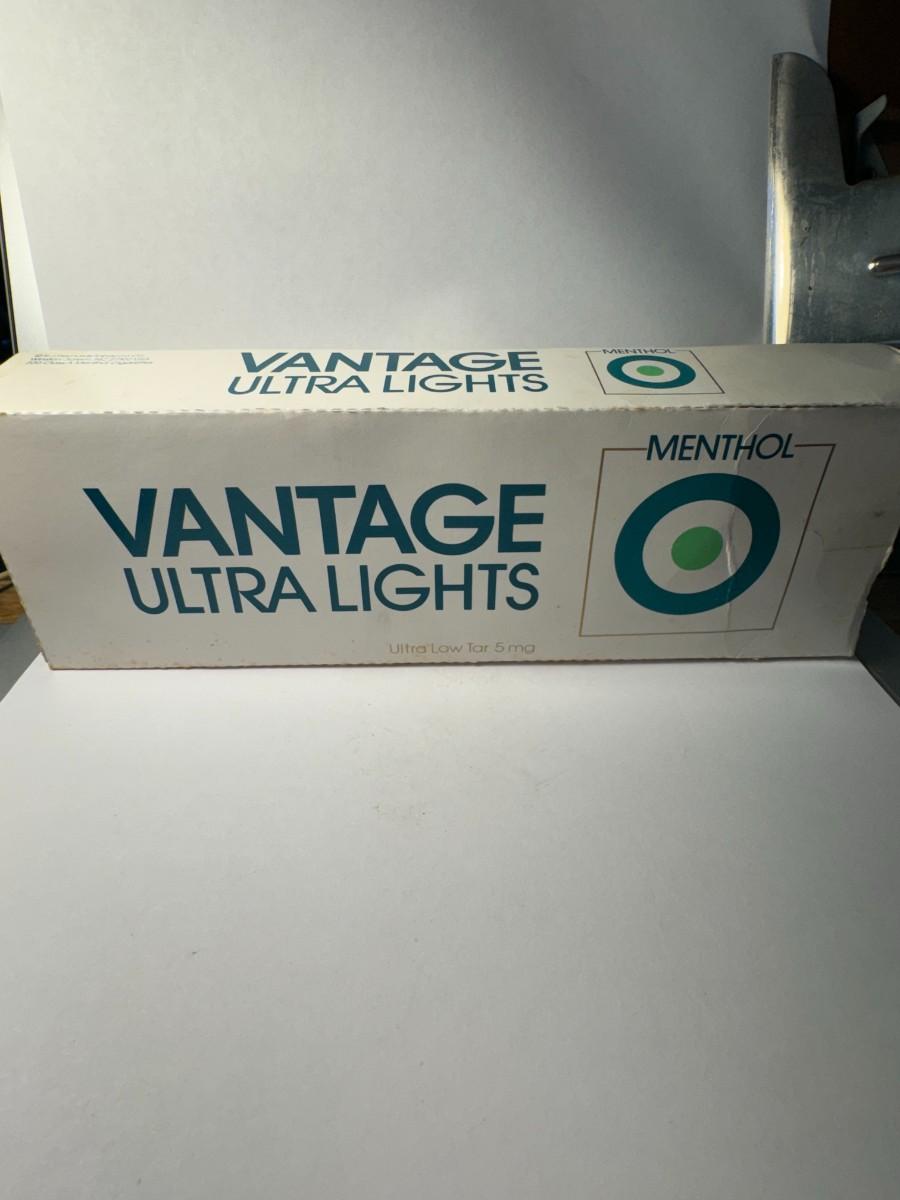 VANTAGE
ULTRA LIGHTS
MENTHOL
VANTAGE
ULTRA LIGHTS
MENTHOL
Ultra Low Tar 5 mg